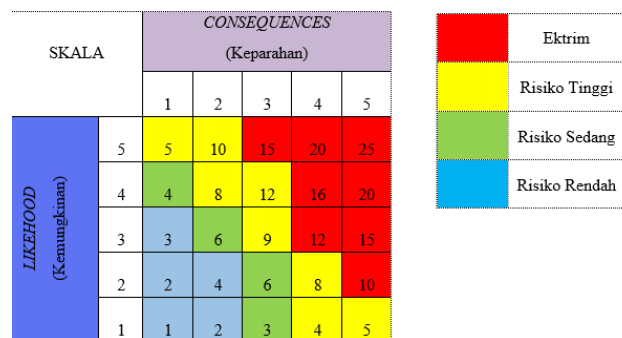 SKALA
CONSEQUENCES
(Keparahan)
1 2 3 4 5
LIKEHOOD
(Kemungkinan)
5 5 10 15 20 25
4 4 8 12 16 20
3 3 6 9 12 15
2 2 4 6 8 10
1 1 2 3 4 5
Ektrim
Risiko Tinggi
Risiko Sedang
Risiko Rendah